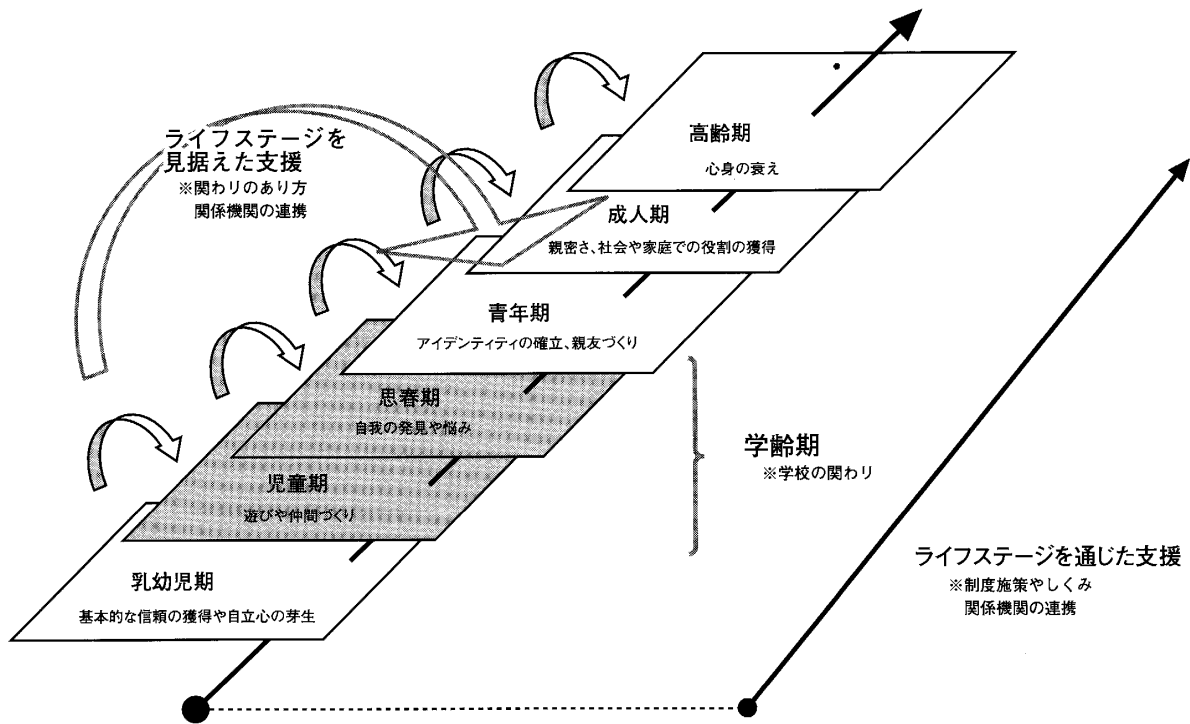 ライフステージを
見据えた支援
※関わりのあり方
関係機関の連携
高齢期
心身の衰え
成人期
親密さ、社会や家庭での役割の獲得
青年期
アイデンティティの確立、親友づくり
思春期
自我の発見や悩み
児童期
遊びや仲間づくり
乳幼児期
基本的な信頼の獲得や自立心の芽生
学齢期
※学校の関わり
ライフステージを通じた支援
※制度施策やしくみ
関係機関の連携